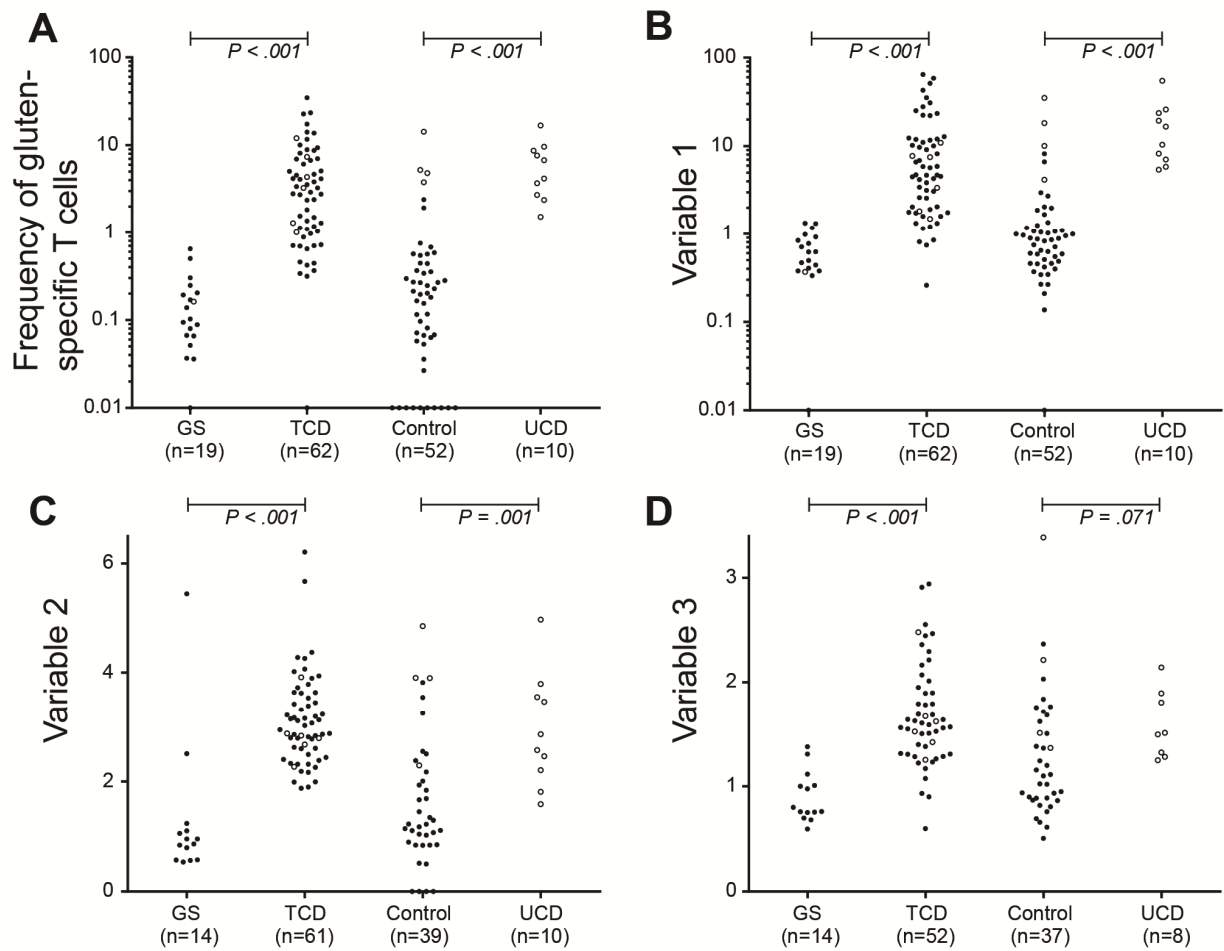 A
P < .001
P < .001
Frequency of gluten-
specific T cells
100
10
1
0.1
0.01
GS
(n=19)
TCD
(n=62)
Control
(n=52)
UCD
(n=10)
B
P < .001
P < .001
Variable 1
100
10
1
0.1
0.01
GS
(n=19)
TCD
(n=62)
Control
(n=52)
UCD
(n=10)
C
P < .001
P = .001
Variable 2
6
4
2
0
GS
(n=14)
TCD
(n=61)
Control
(n=39)
UCD
(n=10)
D
P < .001
P = .071
Variable 3
3
2
1
0
GS
(n=14)
TCD
(n=52)
Control
(n=37)
UCD
(n=8)